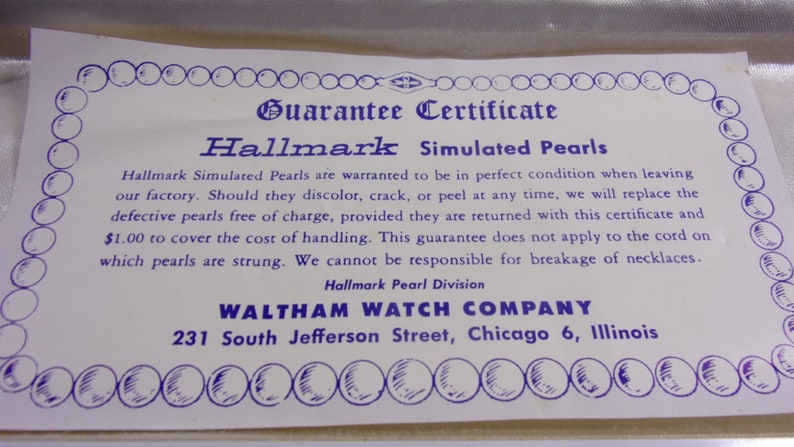 Guarantee Certificate
Hallmark Simulated Pearls
Hallmark Simulated Pearls are warranted to be in perfect condition when leaving
our factory. Should they discolor, crack, or peel at any time, we will replace the
defective pearls free of charge, provided they are returned with this certificate and
$1.00 to cover the cost of handling. This guarantee does not apply to the cord on
which pearls are strung. We cannot be responsible for breakage of necklaces.
Hallmark Pearl Division
WALTHAM WATCH COMPANY
231 South Jefferson Street, Chicago 6, Illinois